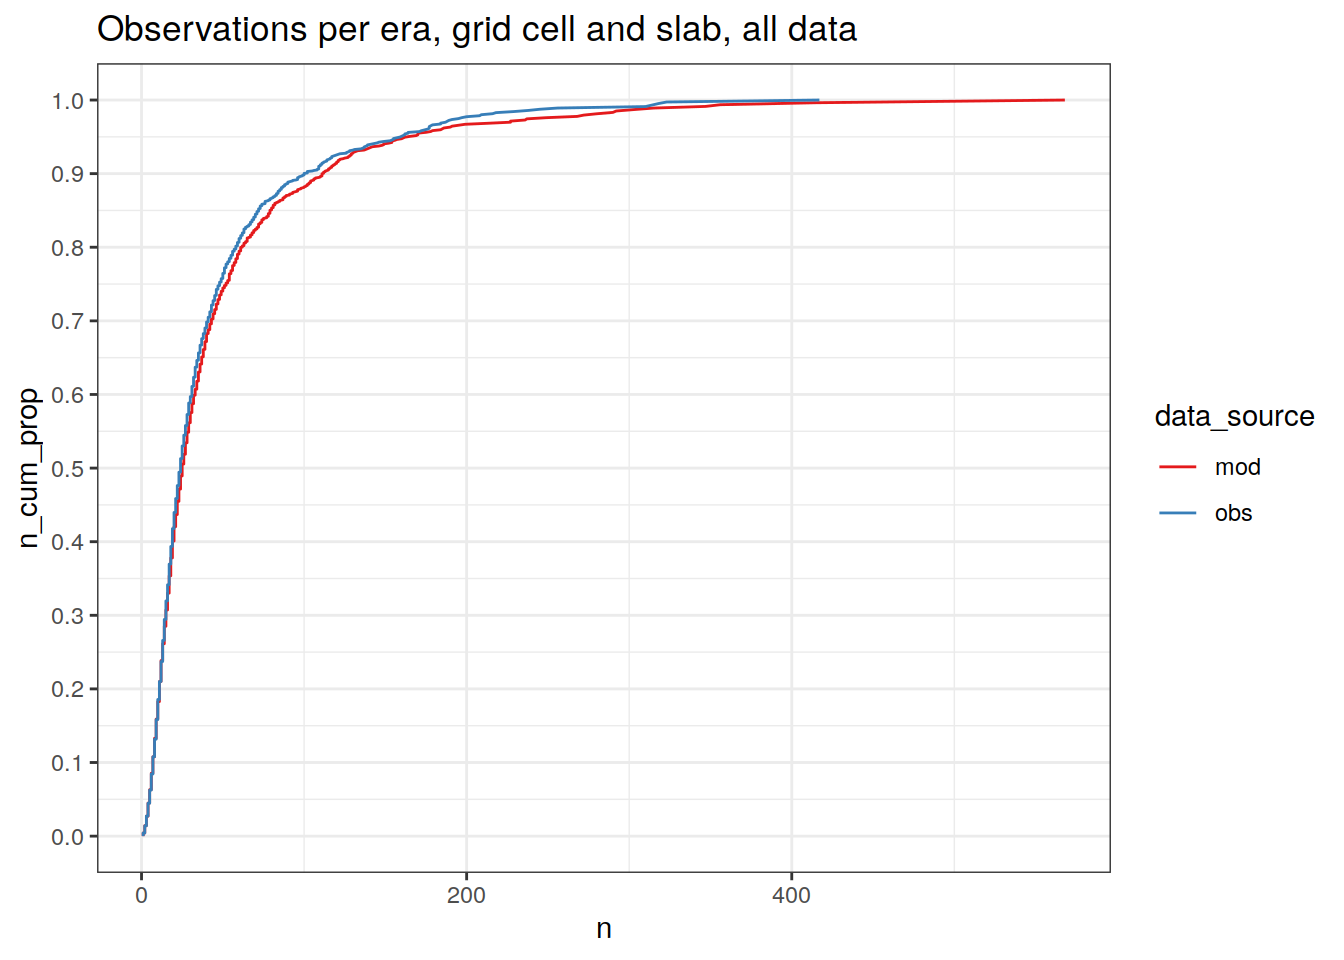 Observations per era, grid cell and slab, all data
n_cum_prop
1.0
0.9
0.8
0.7
0.6
0.5
0.4
0.3
0.2
0.1
0.0
0
200
400
n
data_source
mod
obs